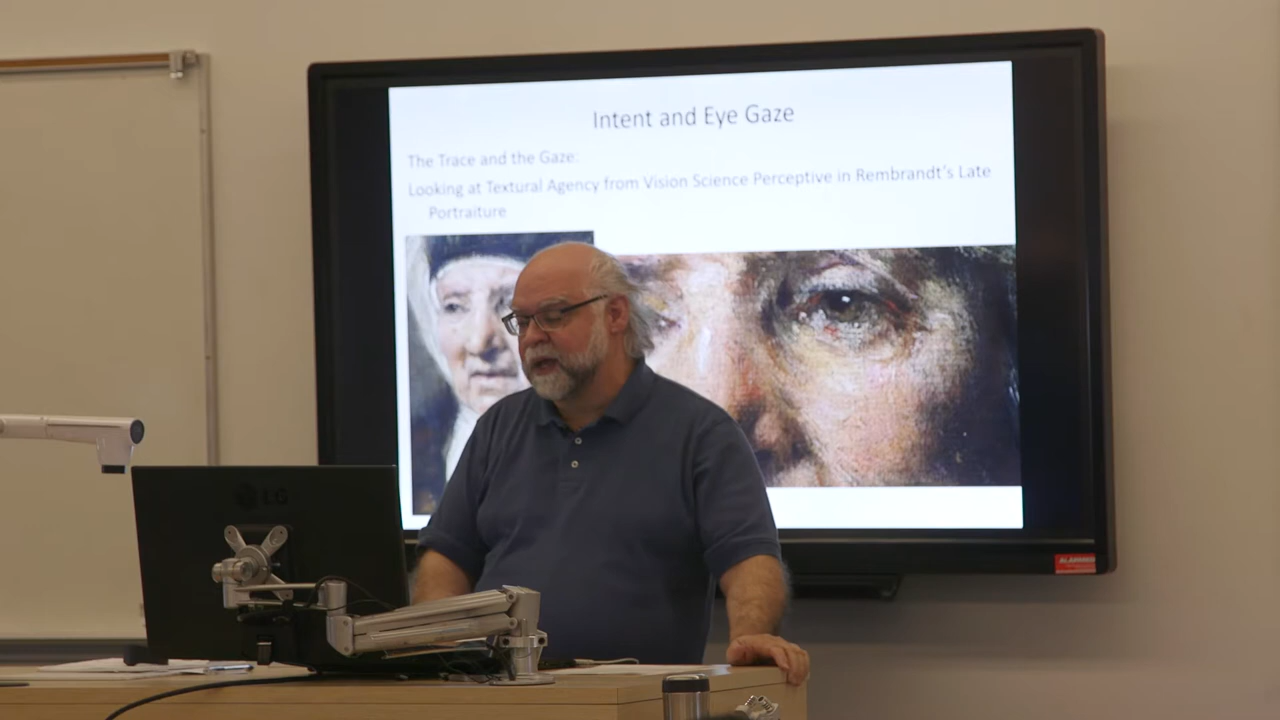 Intent and Eye Gaze
The Trace and the Gaze:
Looking at Textural Agency from Vision Science Perceptive in Rembrandt's Late
Portraiture
LG
ALARMED